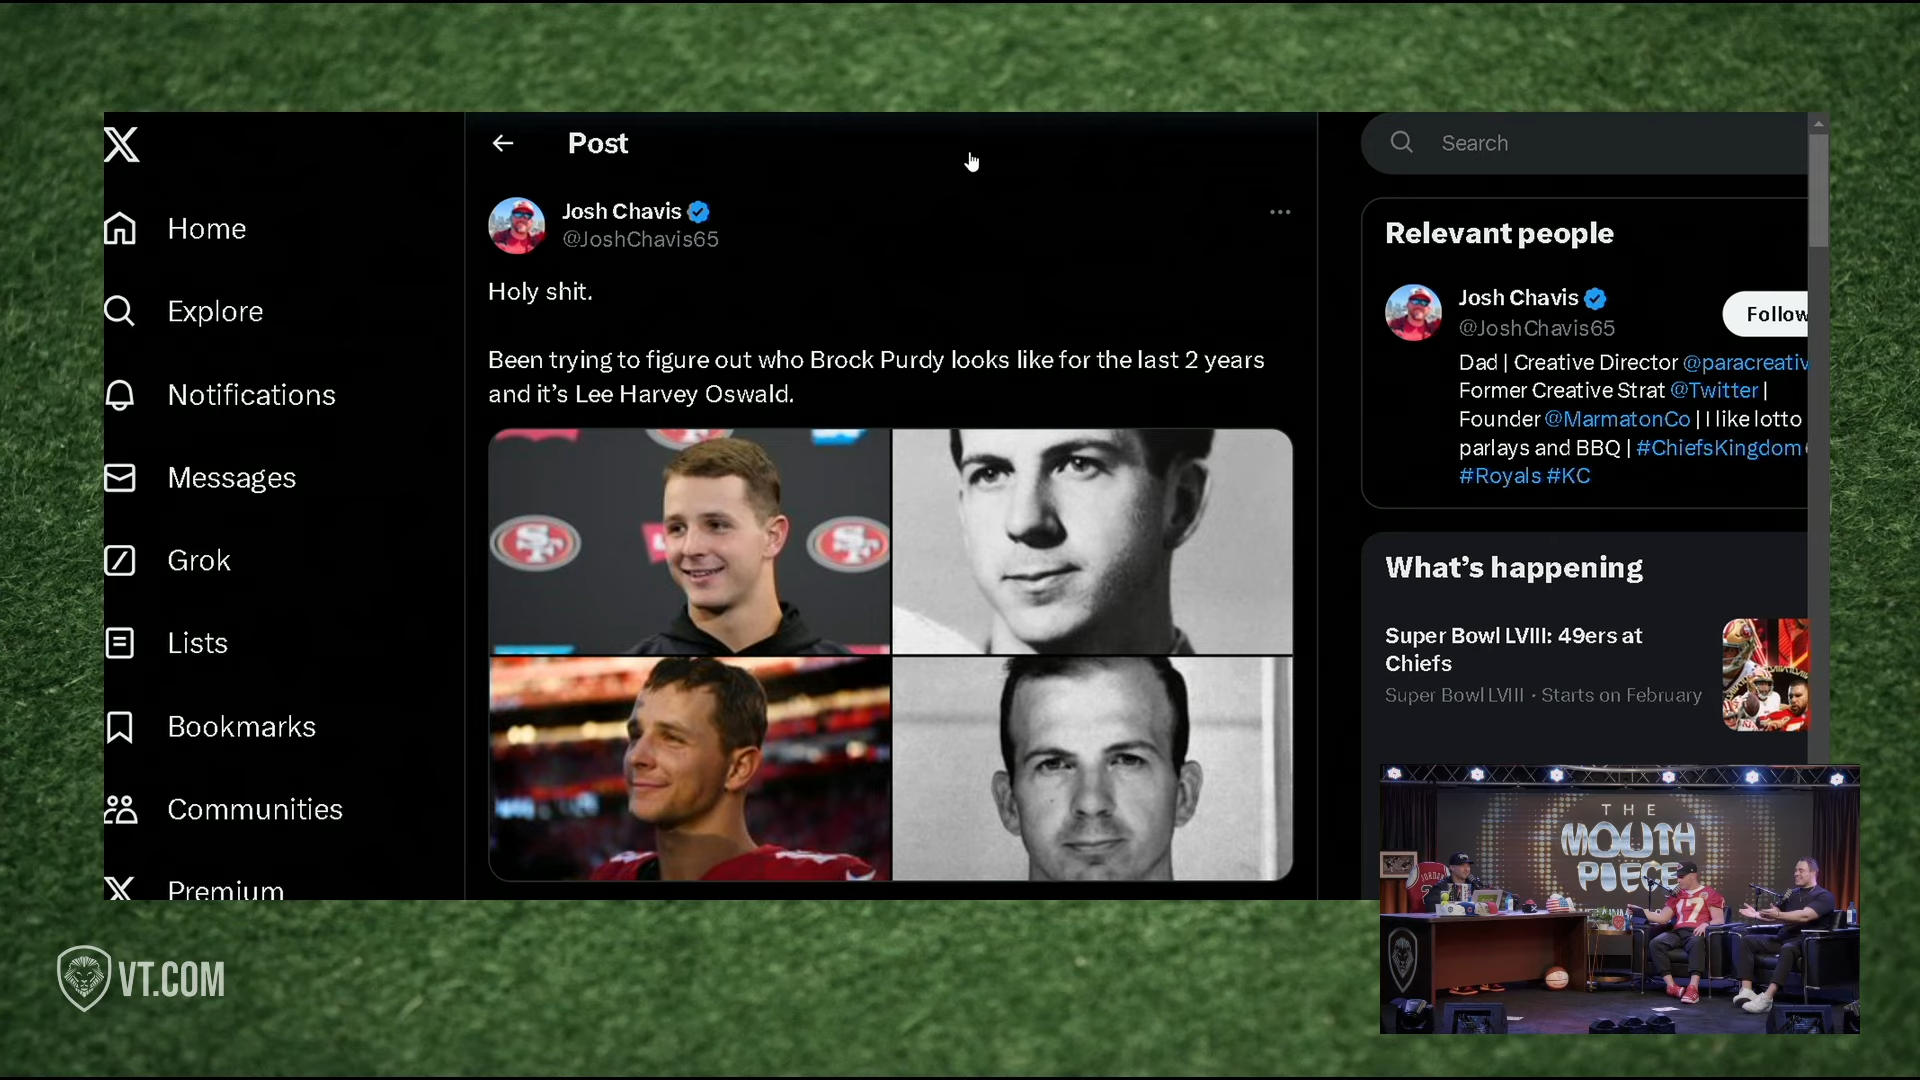 Post
Search
Josh Chavis
@JoshChavis65
Holy shit.
Been trying to figure out who Brock Purdy looks like for the last 2 years
and it’s Lee Harvey Oswald.
Home
Explore
Notifications
Messages
Grok
Lists
Bookmarks
Communities
Premium
Relevant people
Josh Chavis
@JoshChavis65
Follow
Dad | Creative Director @paracreativ
Former Creative Strat @Twitter |
Founder @MarmatonCo | I like lotto
parlays and BBQ | #ChiefsKingdom
#Royals #KC
What’s happening
Super Bowl LVIII: 49ers at
Chiefs
Super Bowl LVIII · Starts on February
SF
SF
THE
MOUTH
PIECE
JORDAN
17
VT.COM